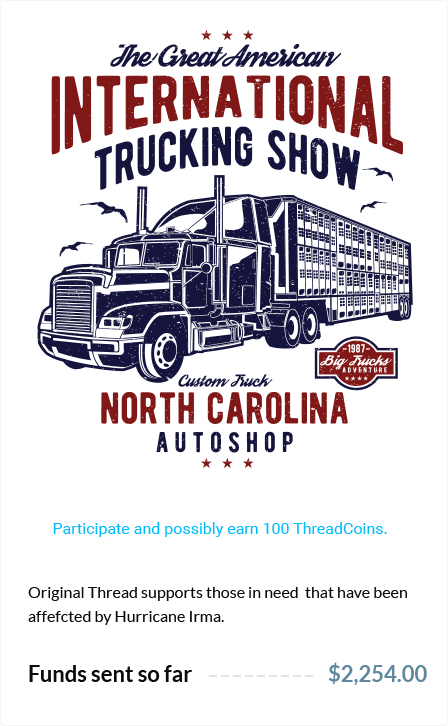 The Great American
INTERNATIONAL
TRUCKING SHOW
-1987-
Big Trucks
ADVENTURE
Custom Truck
NORTH CAROLINA
AUTOSHOP
Participate and possibly earn 100 ThreadCoins.
Original Thread supports those in need that have been
affefcted by Hurricane Irma.
Funds sent so far $2,254.00